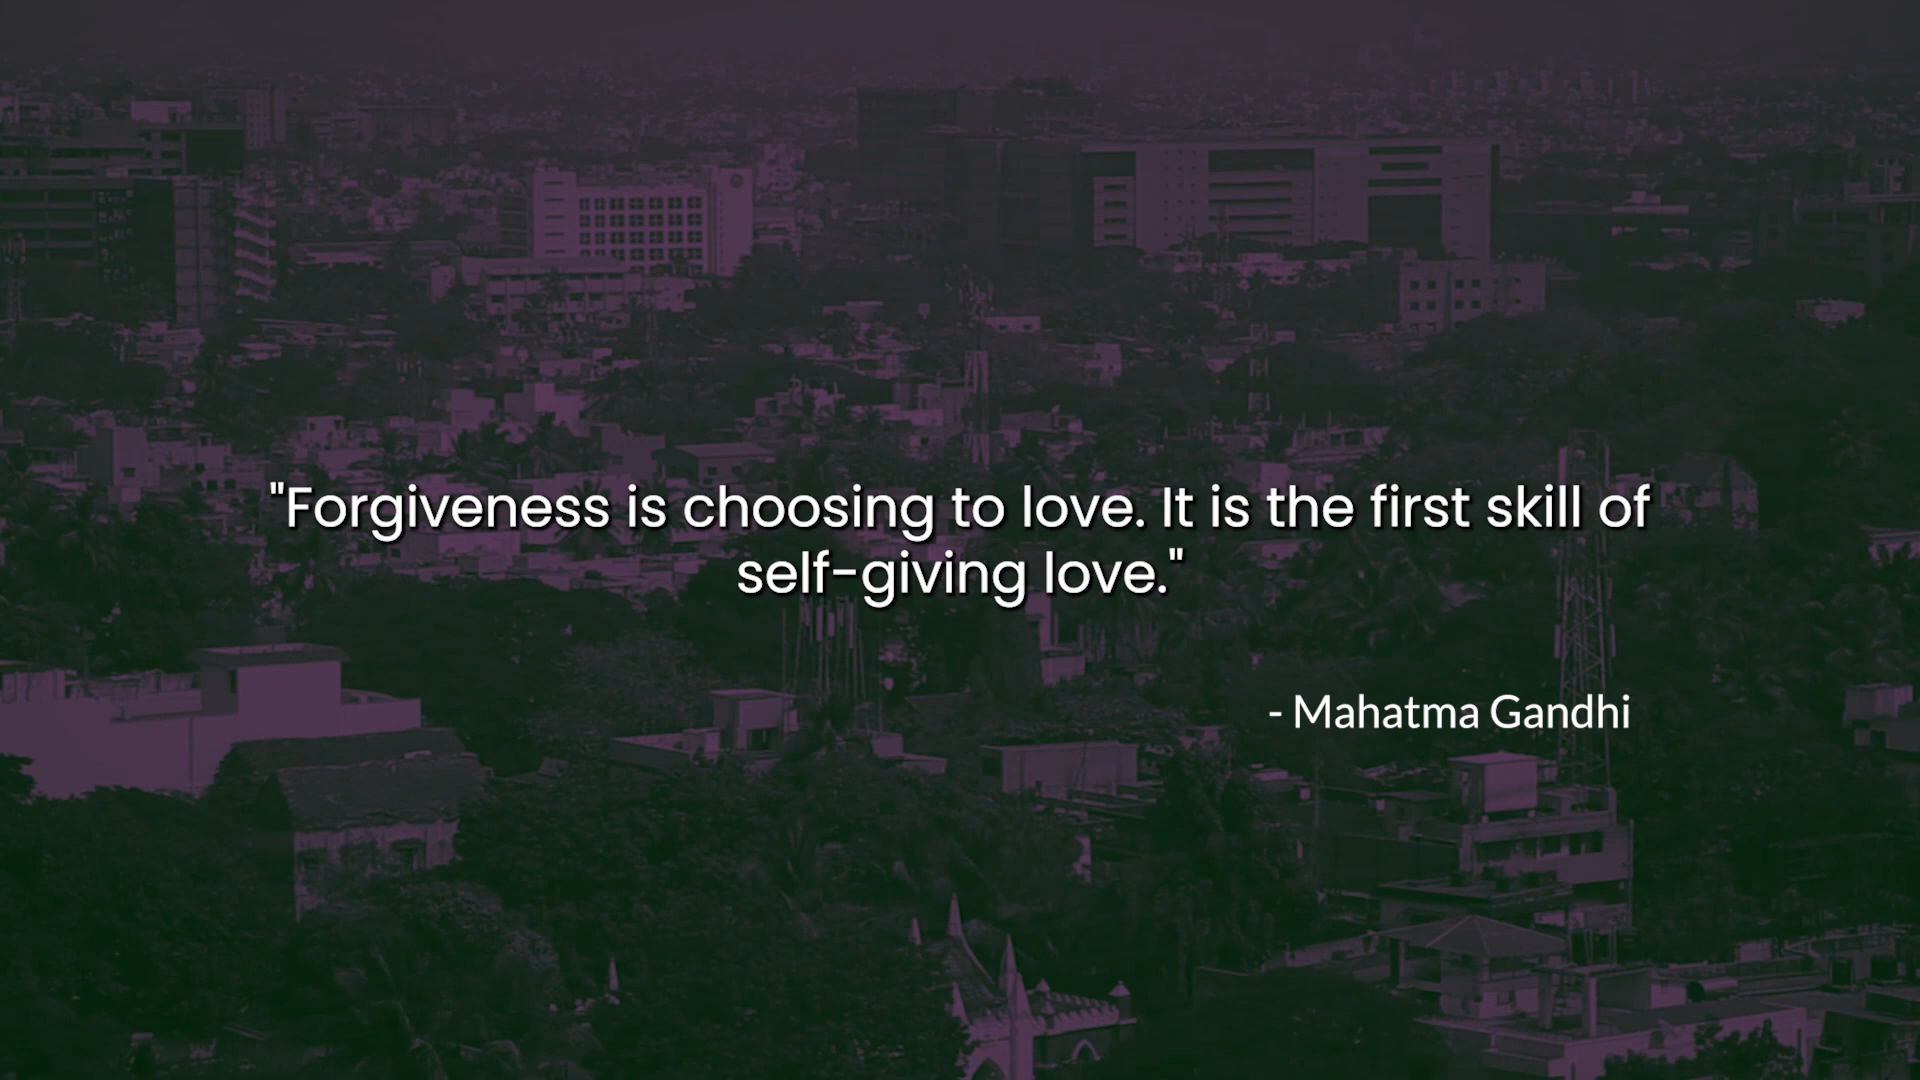 "Forgiveness is choosing to love. It is the first skill of
self-giving love."
- Mahatma Gandhi